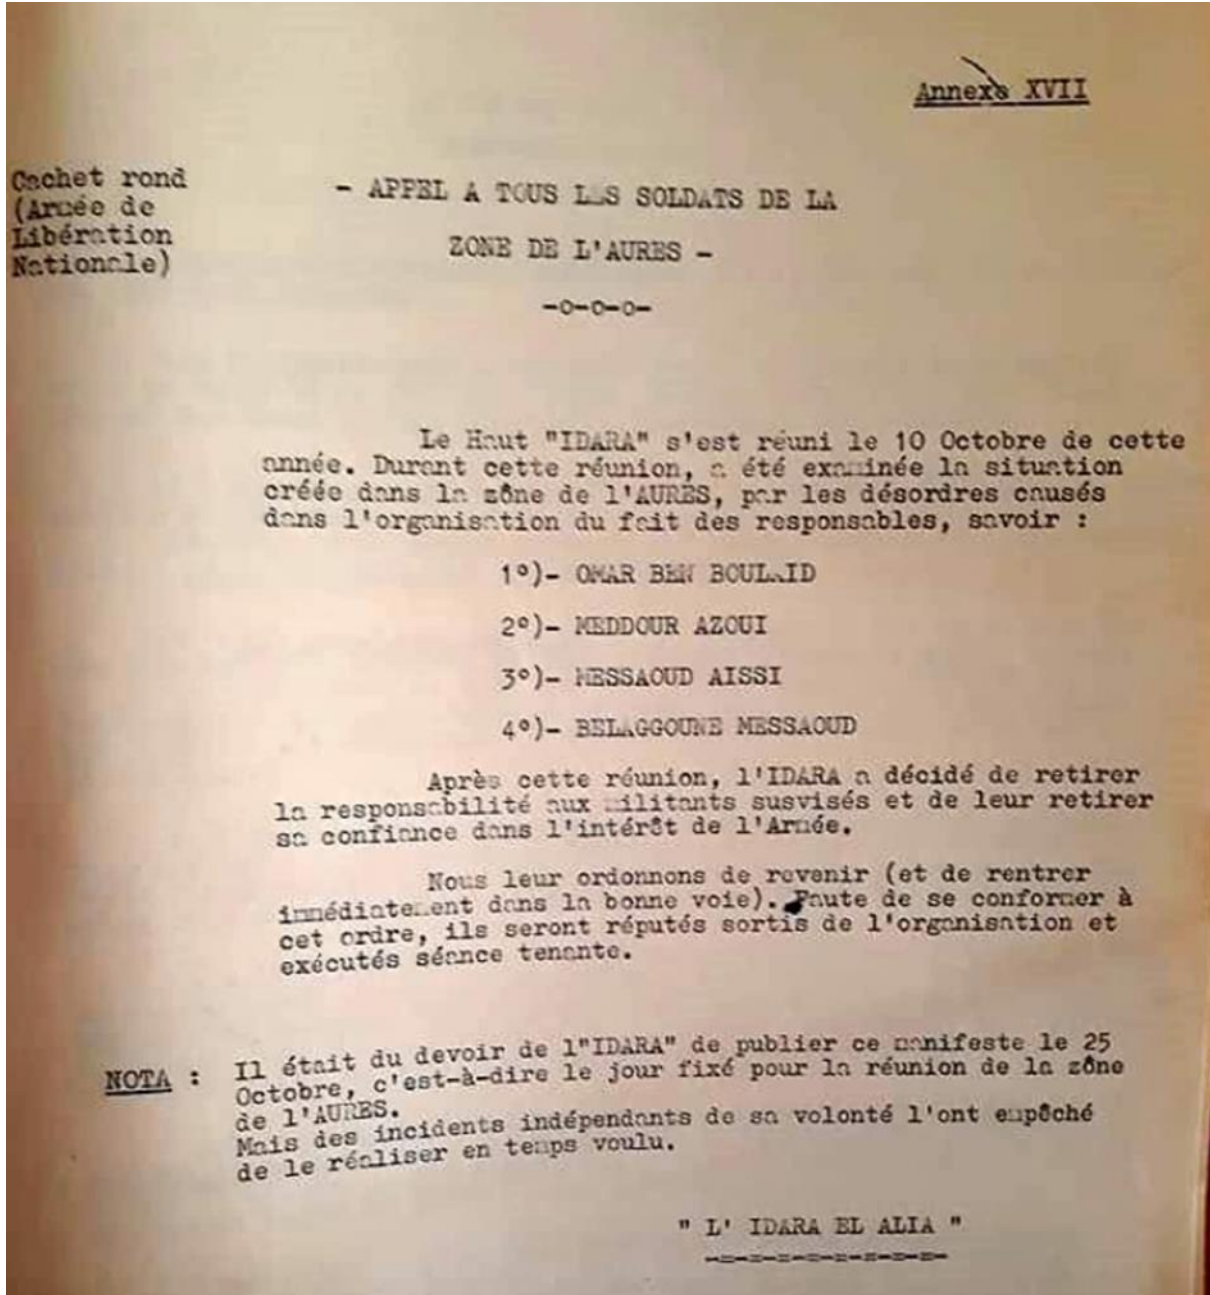 Annexe XVII
Cachet rond
(Armée de
Libération
Nationale)
- APPEL A TOUS LES SOLDATS DE LA
ZONE DE L'AURES -
-o-o-o-
Le Haut "IDARA" s'est réuni le 10 Octobre de cette
année. Durant cette réunion, a été examinée la situation
créée dans la zône de l'AURES, par les désordres causés
dans l'organisation du fait des responsables, savoir :
1°)- OMAR BEN BOULAID
2°)- MEDDOUR AZOUI
3°)- MESSAOUD AISSI
4°)- BELAGGOUNE MESSAOUD
Après cette réunion, l'IDARA a décidé de retirer
la responsabilité aux militants susvisés et de leur retirer
sa confiance dans l'intérêt de l'Armée.
Nous leur ordonnons de revenir (et de rentrer
immédiatement dans la bonne voie). Faute de se conformer à
cet ordre, ils seront réputés sortis de l'organisation et
exécutés séance tenante.
NOTA : Il était du devoir de l"IDARA" de publier ce manifeste le 25
Octobre, c'est-à-dire le jour fixé pour la réunion de la zône
de l'AURES.
Mais des incidents indépendants de sa volonté l'ont empêché
de le réaliser en temps voulu.
" L' IDARA EL ALIA "
-=-=-=-=-=-=-=-=-